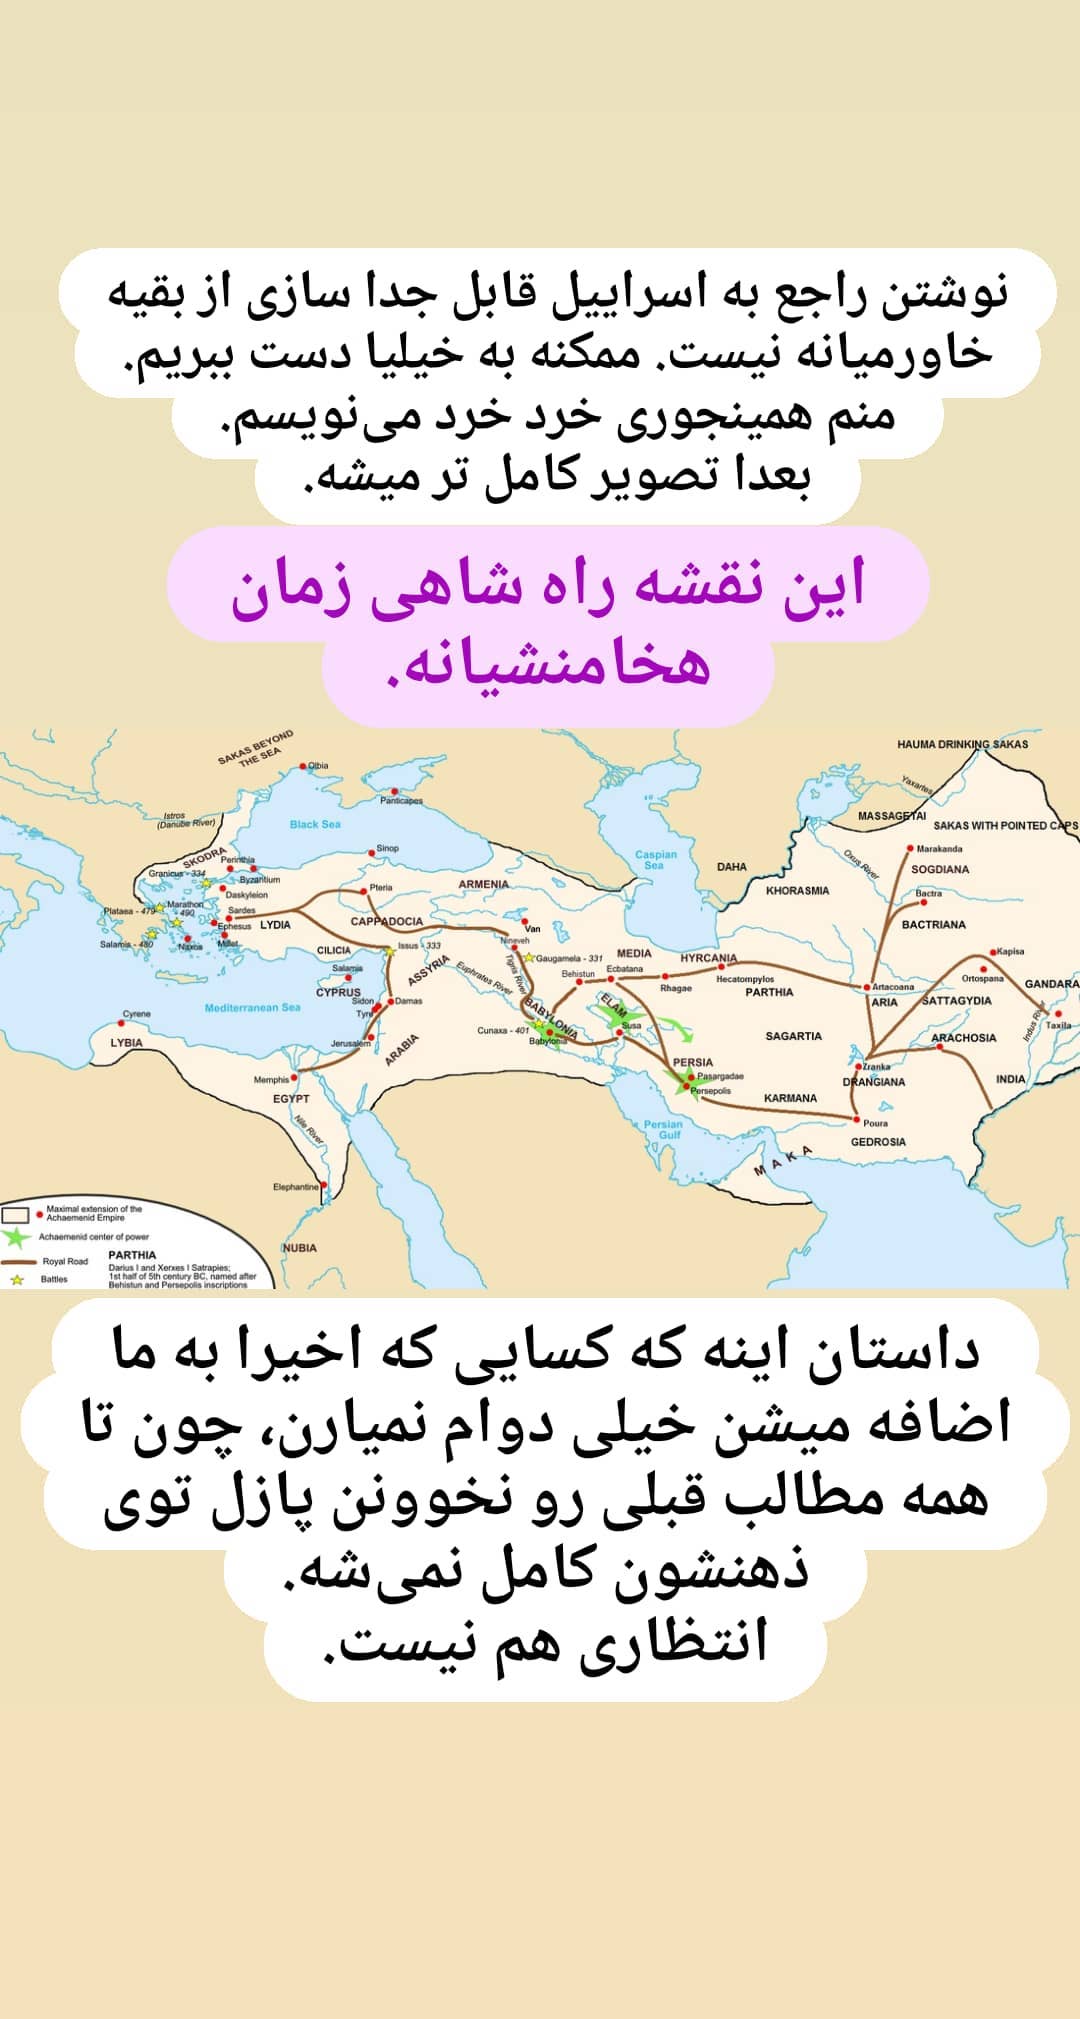 نوشتن راجع به اسراییل قابل جدا سازی از بقیه
خاورمیانه نیست. ممکنه به خیلیا دست ببریم.
منم همینجوری خرد خرد می‌نویسم.
بعدا تصویر کامل تر میشه.
این نقشه راه شاهی زمان
هخامنشیانه.
SAKAS BEYOND
THE SEA
Olbia
HAUMA DRINKING SAKAS
Panticapes
Yaxartes
Istros
(Danube River)
Black Sea
MASSAGETAI
SAKAS WITH POINTED CAPS
SKODRA
Perinthia
Sinop
Caspian
Sea
DAHA
Oxus River
Marakanda
SOGDIANA
Granicus - 334
Byzantium
Daskyleion
Pteria
ARMENIA
KHORASMIA
Bactra
Marathon
- 490
Plataea - 479
Sardes
Ephesus
LYDIA
CAPPADOCIA
Van
BACTRIANA
Salamis - 480
Naxos
Milet
CILICIA
Issus - 333
Nineveh
Gaugamela - 331
MEDIA
HYRCANIA
Kapisa
Salamis
CYPRUS
ASSYRIA
Euphrates River
Tigris River
Behistun
Ecbatana
Rhagae
Hecatompylos
PARTHIA
Artacoana
ARIA
Ortospana
SATTAGYDIA
GANDARA
Mediterranean Sea
Sidon
Tyre
Damas
Cyrene
LYBIA
Jerusalem
ARABIA
Cunaxa - 401
BABYLONIA
Babylonia
ELAM
Susa
SAGARTIA
ARACHOSIA
Indus River
Taxila
Memphis
EGYPT
Nile River
PERSIA
Pasargadae
Persepolis
KARMANA
Zranka
DRANGIANA
INDIA
Persian
Gulf
Poura
GEDROSIA
MAKA
Elephantine
NUBIA
Maximal extension of the
Achaemenid Empire
Achaemenid center of power
Royal Road
Battles
PARTHIA
Darius I and Xerxes I Satrapies;
1st half of 5th century BC, named after
Behistun and Persepolis inscriptions
داستان اینه که کسایی که اخیرا به ما
اضافه میشن خیلی دوام نمیارن، چون تا
همه مطالب قبلی رو نخوونن پازل توی
ذهنشون کامل نمی‌شه.
انتظاری هم نیست.